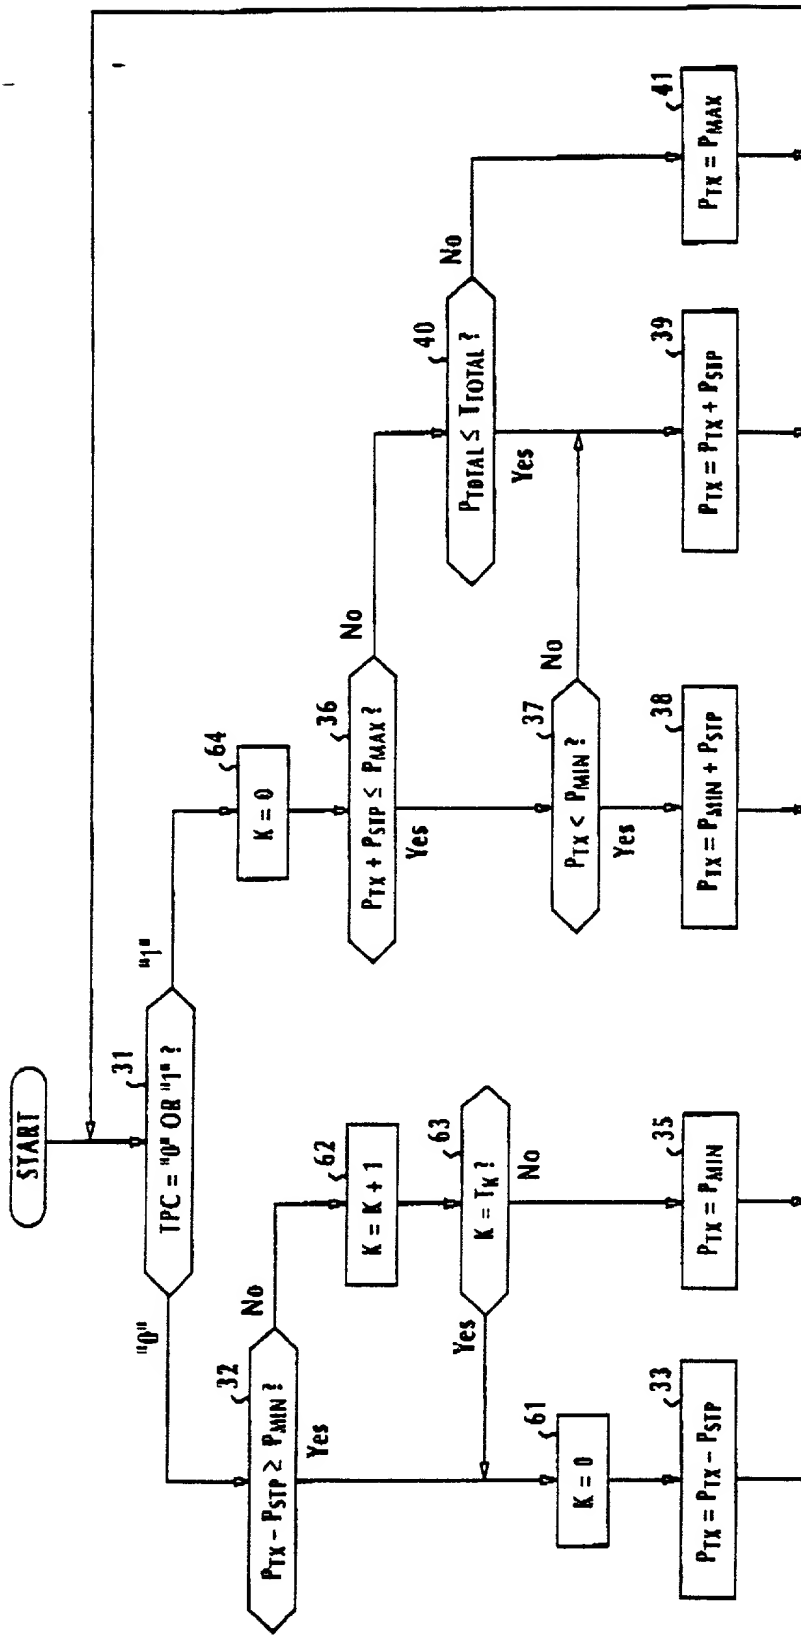 START
31
TPC = "0" OR "1" ?
"0"
"1"
32
PTX – PSTP ≥ PMIN ?
No
Yes
62
K = K + 1
63
K = TK ?
Yes
No
61
K = 0
33
PTX = PTX – PSTP
35
PTX = PMIN
64
K = 0
36
PTX + PSTP ≤ PMAX ?
No
Yes
37
PTX < PMIN ?
No
Yes
38
PTX = PMIN + PSTP
40
PTOTAL ≤ TTOTAL ?
No
Yes
39
PTX = PTX + PSTP
41
PTX = PMAX